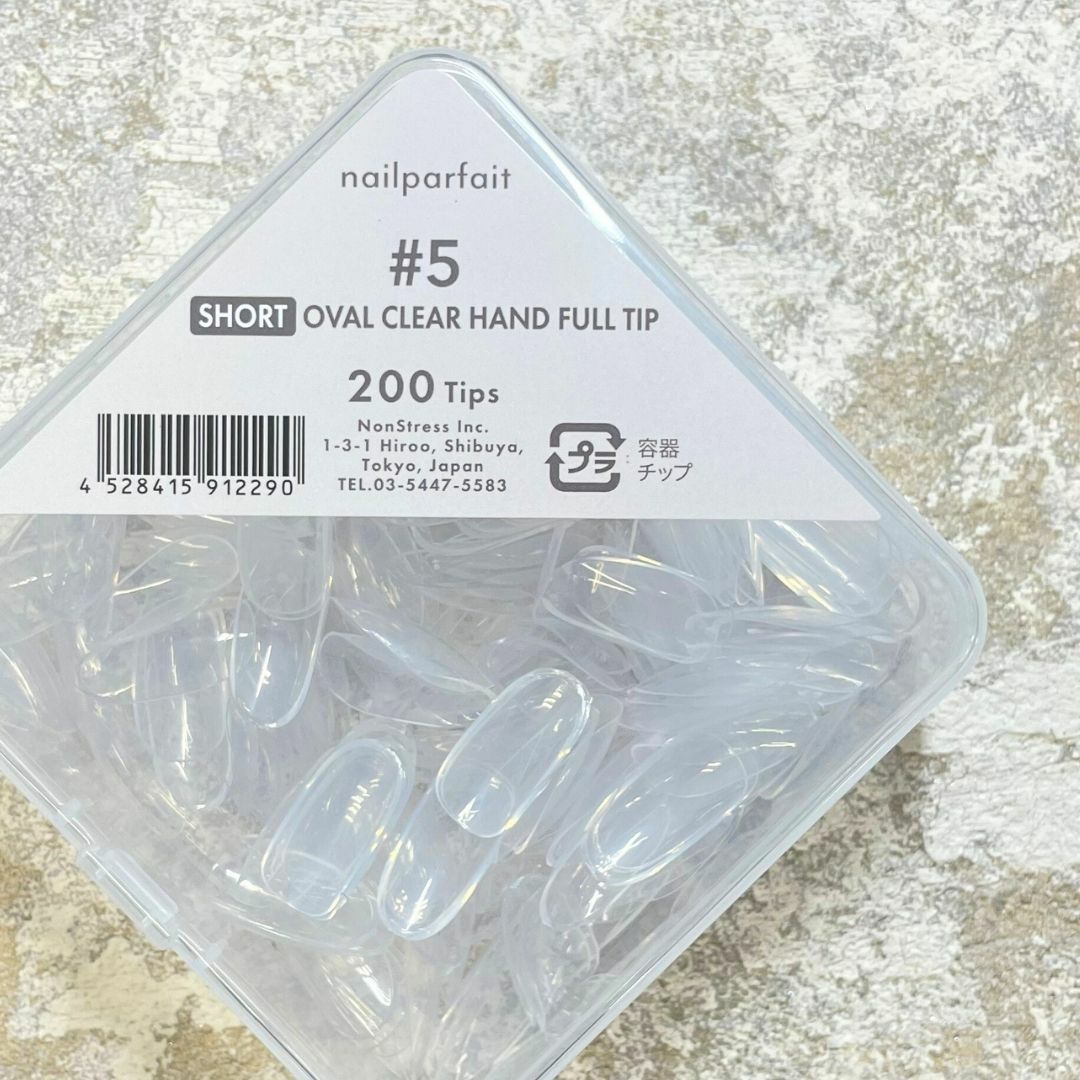 nailparfait
#5
SHORT OVAL CLEAR HAND FULL TIP
200 Tips
NonStress Inc.
1-3-1 Hiroo, Shibuya,
Tokyo, Japan
TEL.03-5447-5583
4 528415 912290
プラ : 容器
チップ